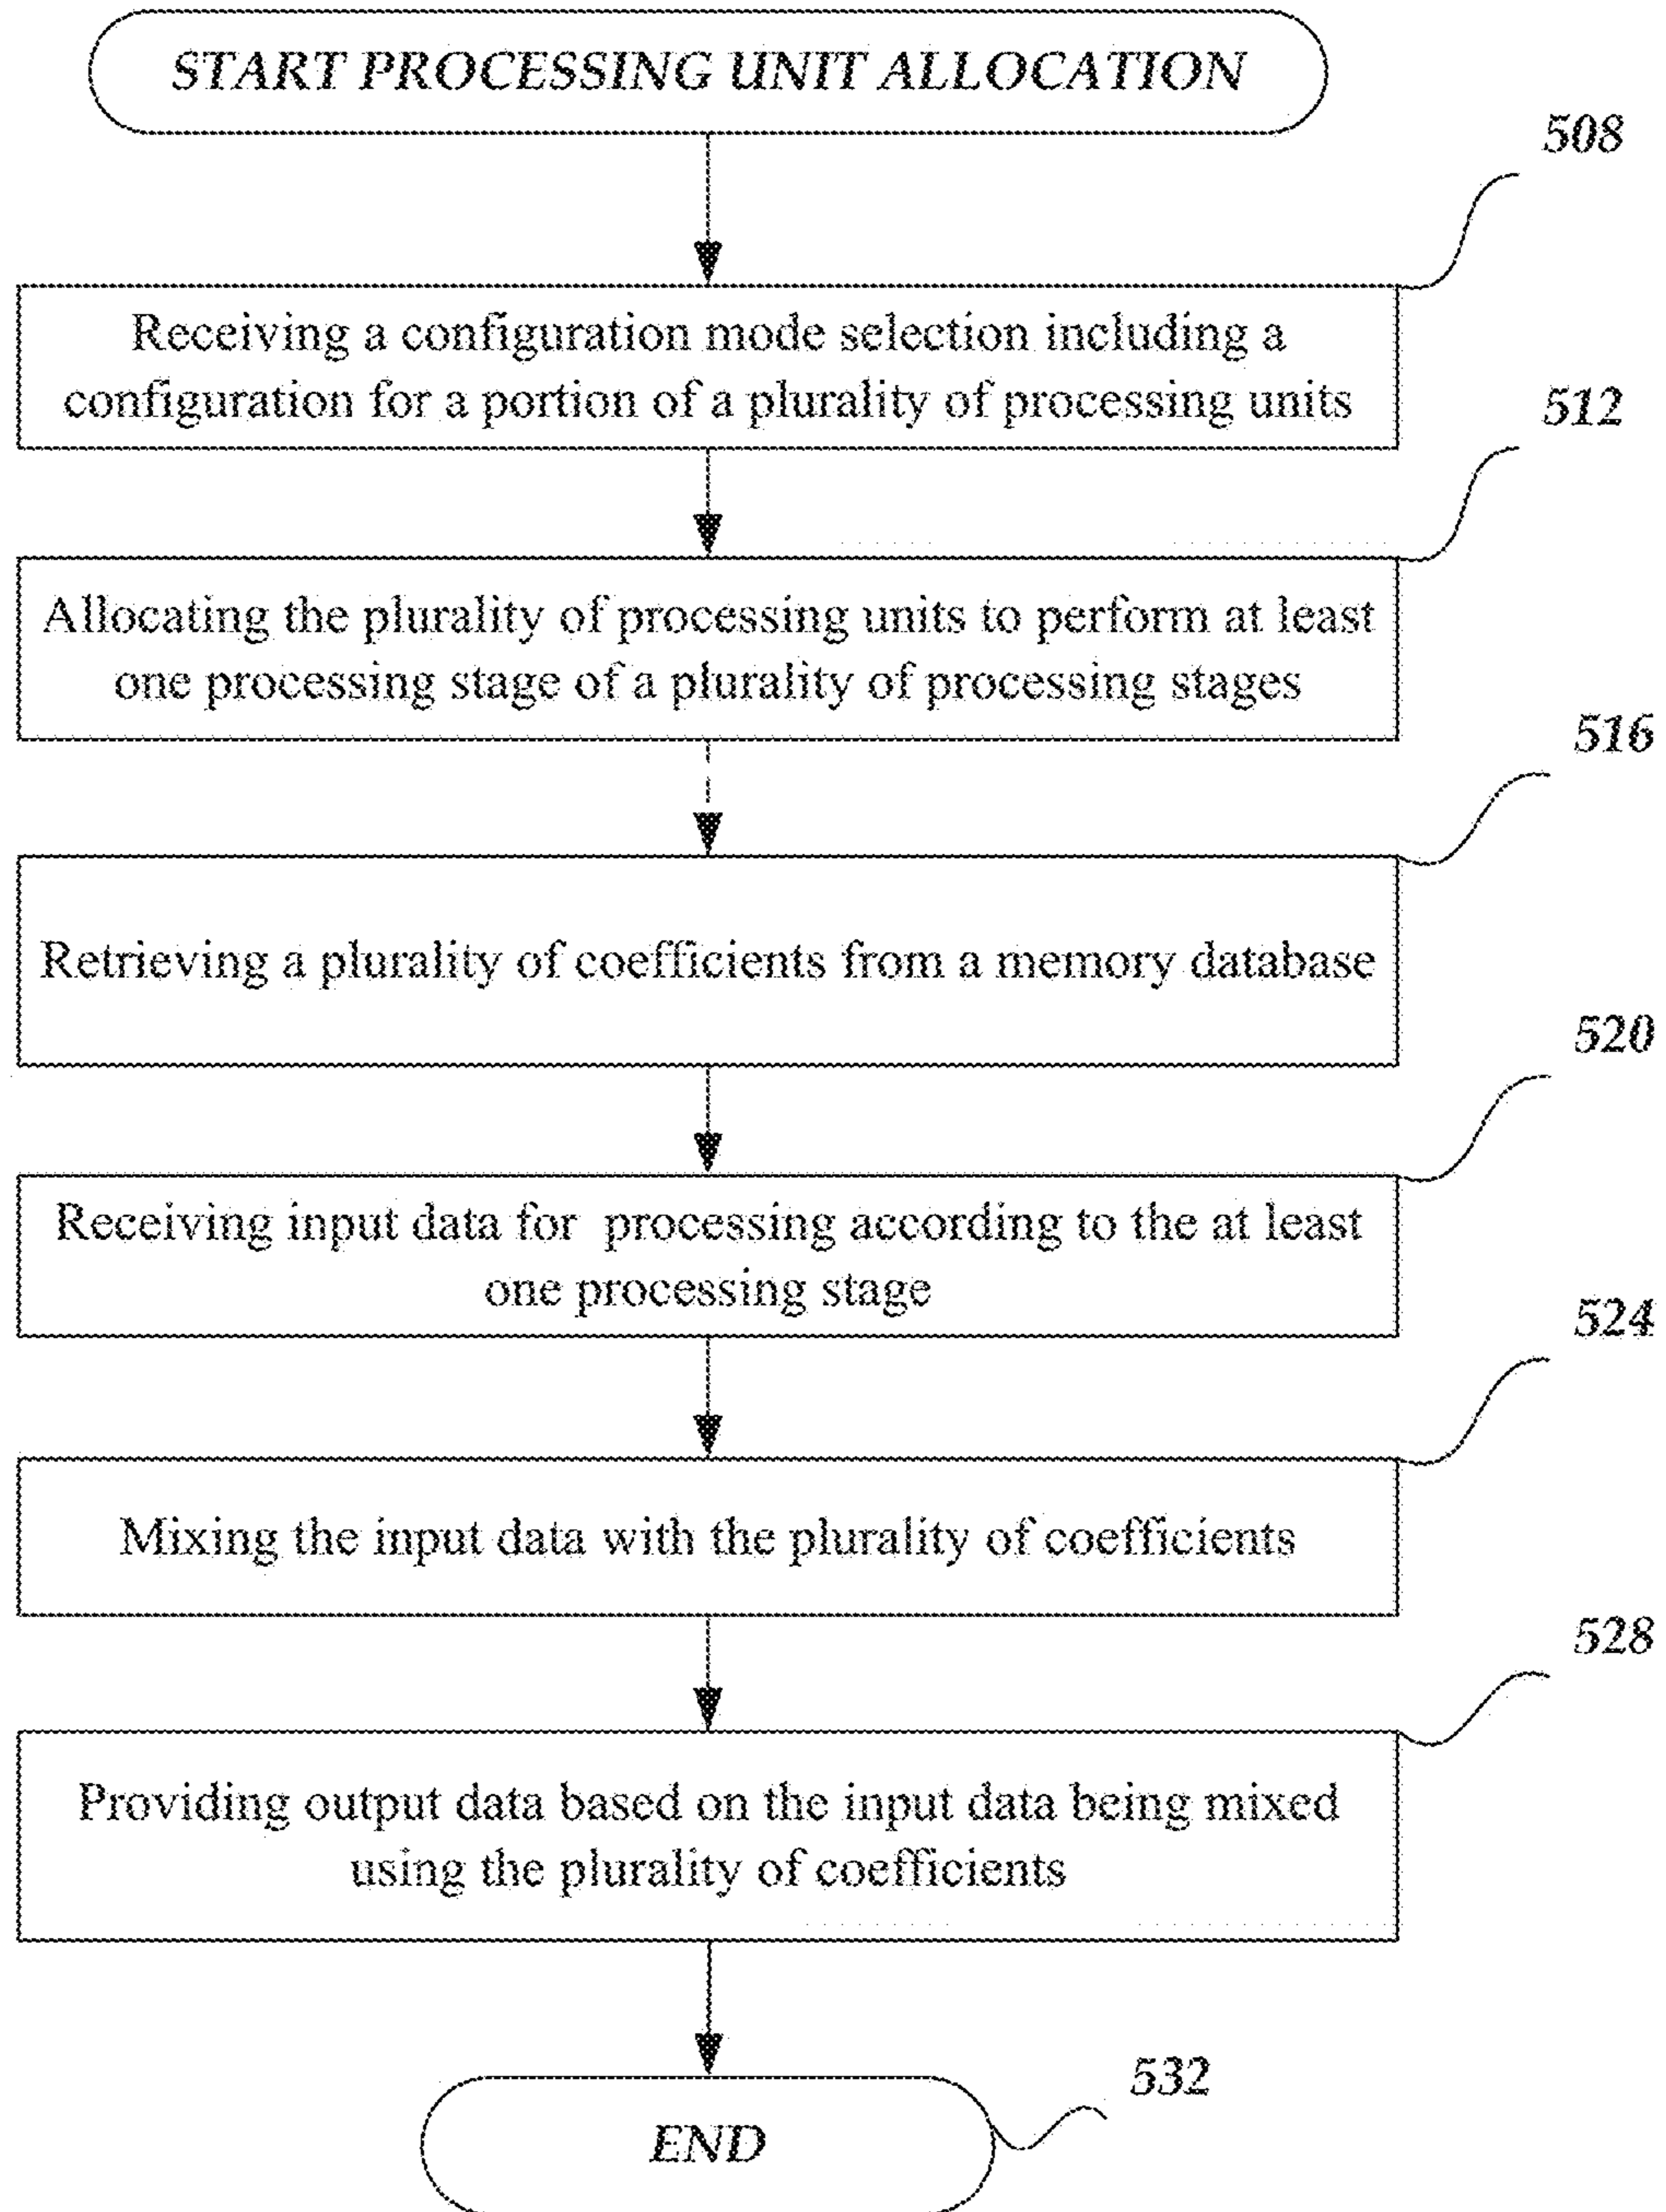 START PROCESSING UNIT ALLOCATION
508
Receiving a configuration mode selection including a
configuration for a portion of a plurality of processing units
512
Allocating the plurality of processing units to perform at least
one processing stage of a plurality of processing stages
516
Retrieving a plurality of coefficients from a memory database
520
Receiving input data for processing according to the at least
one processing stage
524
Mixing the input data with the plurality of coefficients
528
Providing output data based on the input data being mixed
using the plurality of coefficients
532
END